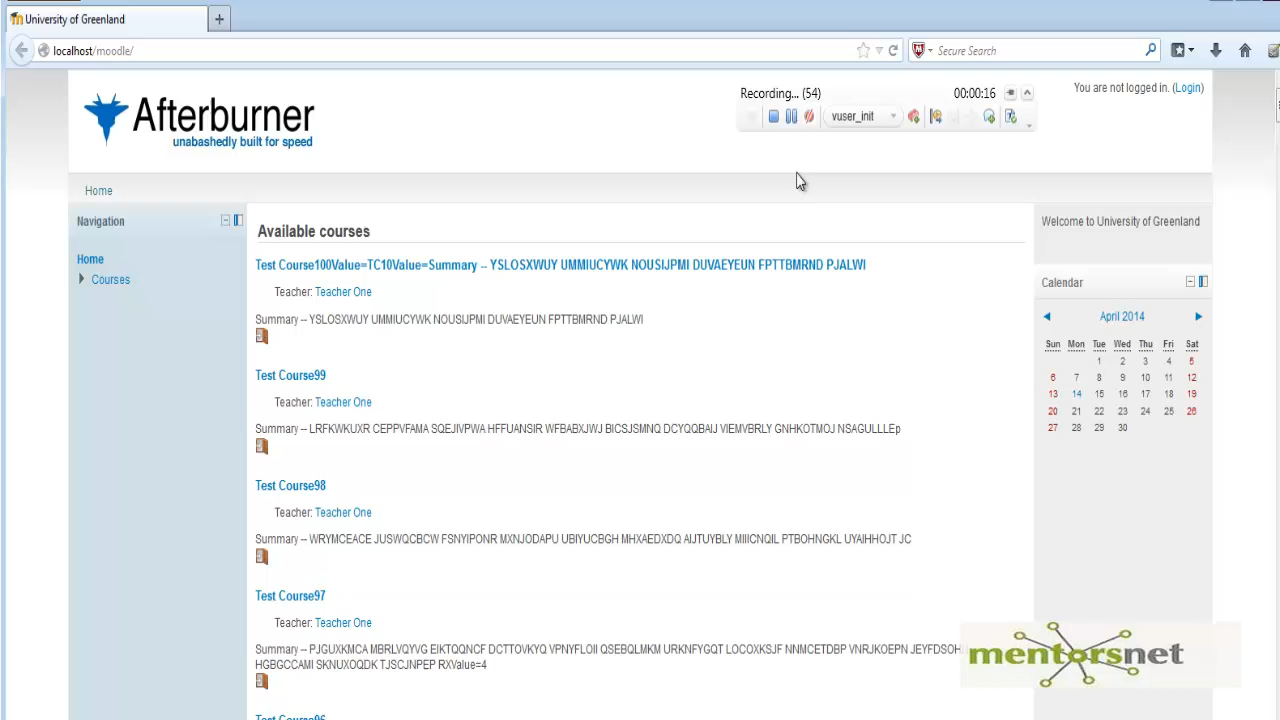 University of Greenland
localhost/moodle/
Secure Search
Recording... (54)
00:00:16
You are not logged in. (Login)
Afterburner
unabashedly built for speed
vuser_init
Home
Navigation
Home
Courses
Available courses
Test Course100Value=TC10Value=Summary -- YSLOSXWUY UMMIUCYWK NOUSIJPMI DUVAEYEUN FPTTBMRND PJALWI
Teacher: Teacher One
Summary -- YSLOSXWUY UMMIUCYWK NOUSIJPMI DUVAEYEUN FPTTBMRND PJALWI
Test Course99
Teacher: Teacher One
Summary -- LRFKWKUXR CEPPVFAMA SQEJIVPWA HFFUANSIR WFBABXJWJ BICSJSMNQ DCYQQBAIJ VIEMVBRLY GNHKOTMOJ NSAGULLLEp
Test Course98
Teacher: Teacher One
Summary -- WRYMCEACE JUSWQCBCW FSNYIPONR MXNJODAPU UBIYUCBGH MHXAEDXDQ AIJTUYBLY MIIICNQIL PTBOHNGKL UYAIHHOJT JC
Test Course97
Teacher: Teacher One
Summary -- PJGUXKMCA MBRLVQYVG EIKTQQNCF DCTTOVKYQ VPNYFLOII QSEBQLMKM URKNFYGQT LOCOXKSJF NNMCETDBP VNRJKOEPN JEYFDSOH
HGBGCCAMI SKNUXOQDK TJSCJNPEP RXValue=4
Test Course96
Welcome to University of Greenland
Calendar
April 2014
Sun Mon Tue Wed Thu Fri Sat
1 2 3 4 5
6 7 8 9 10 11 12
13 14 15 16 17 18 19
20 21 22 23 24 25 26
27 28 29 30
mentorsnet